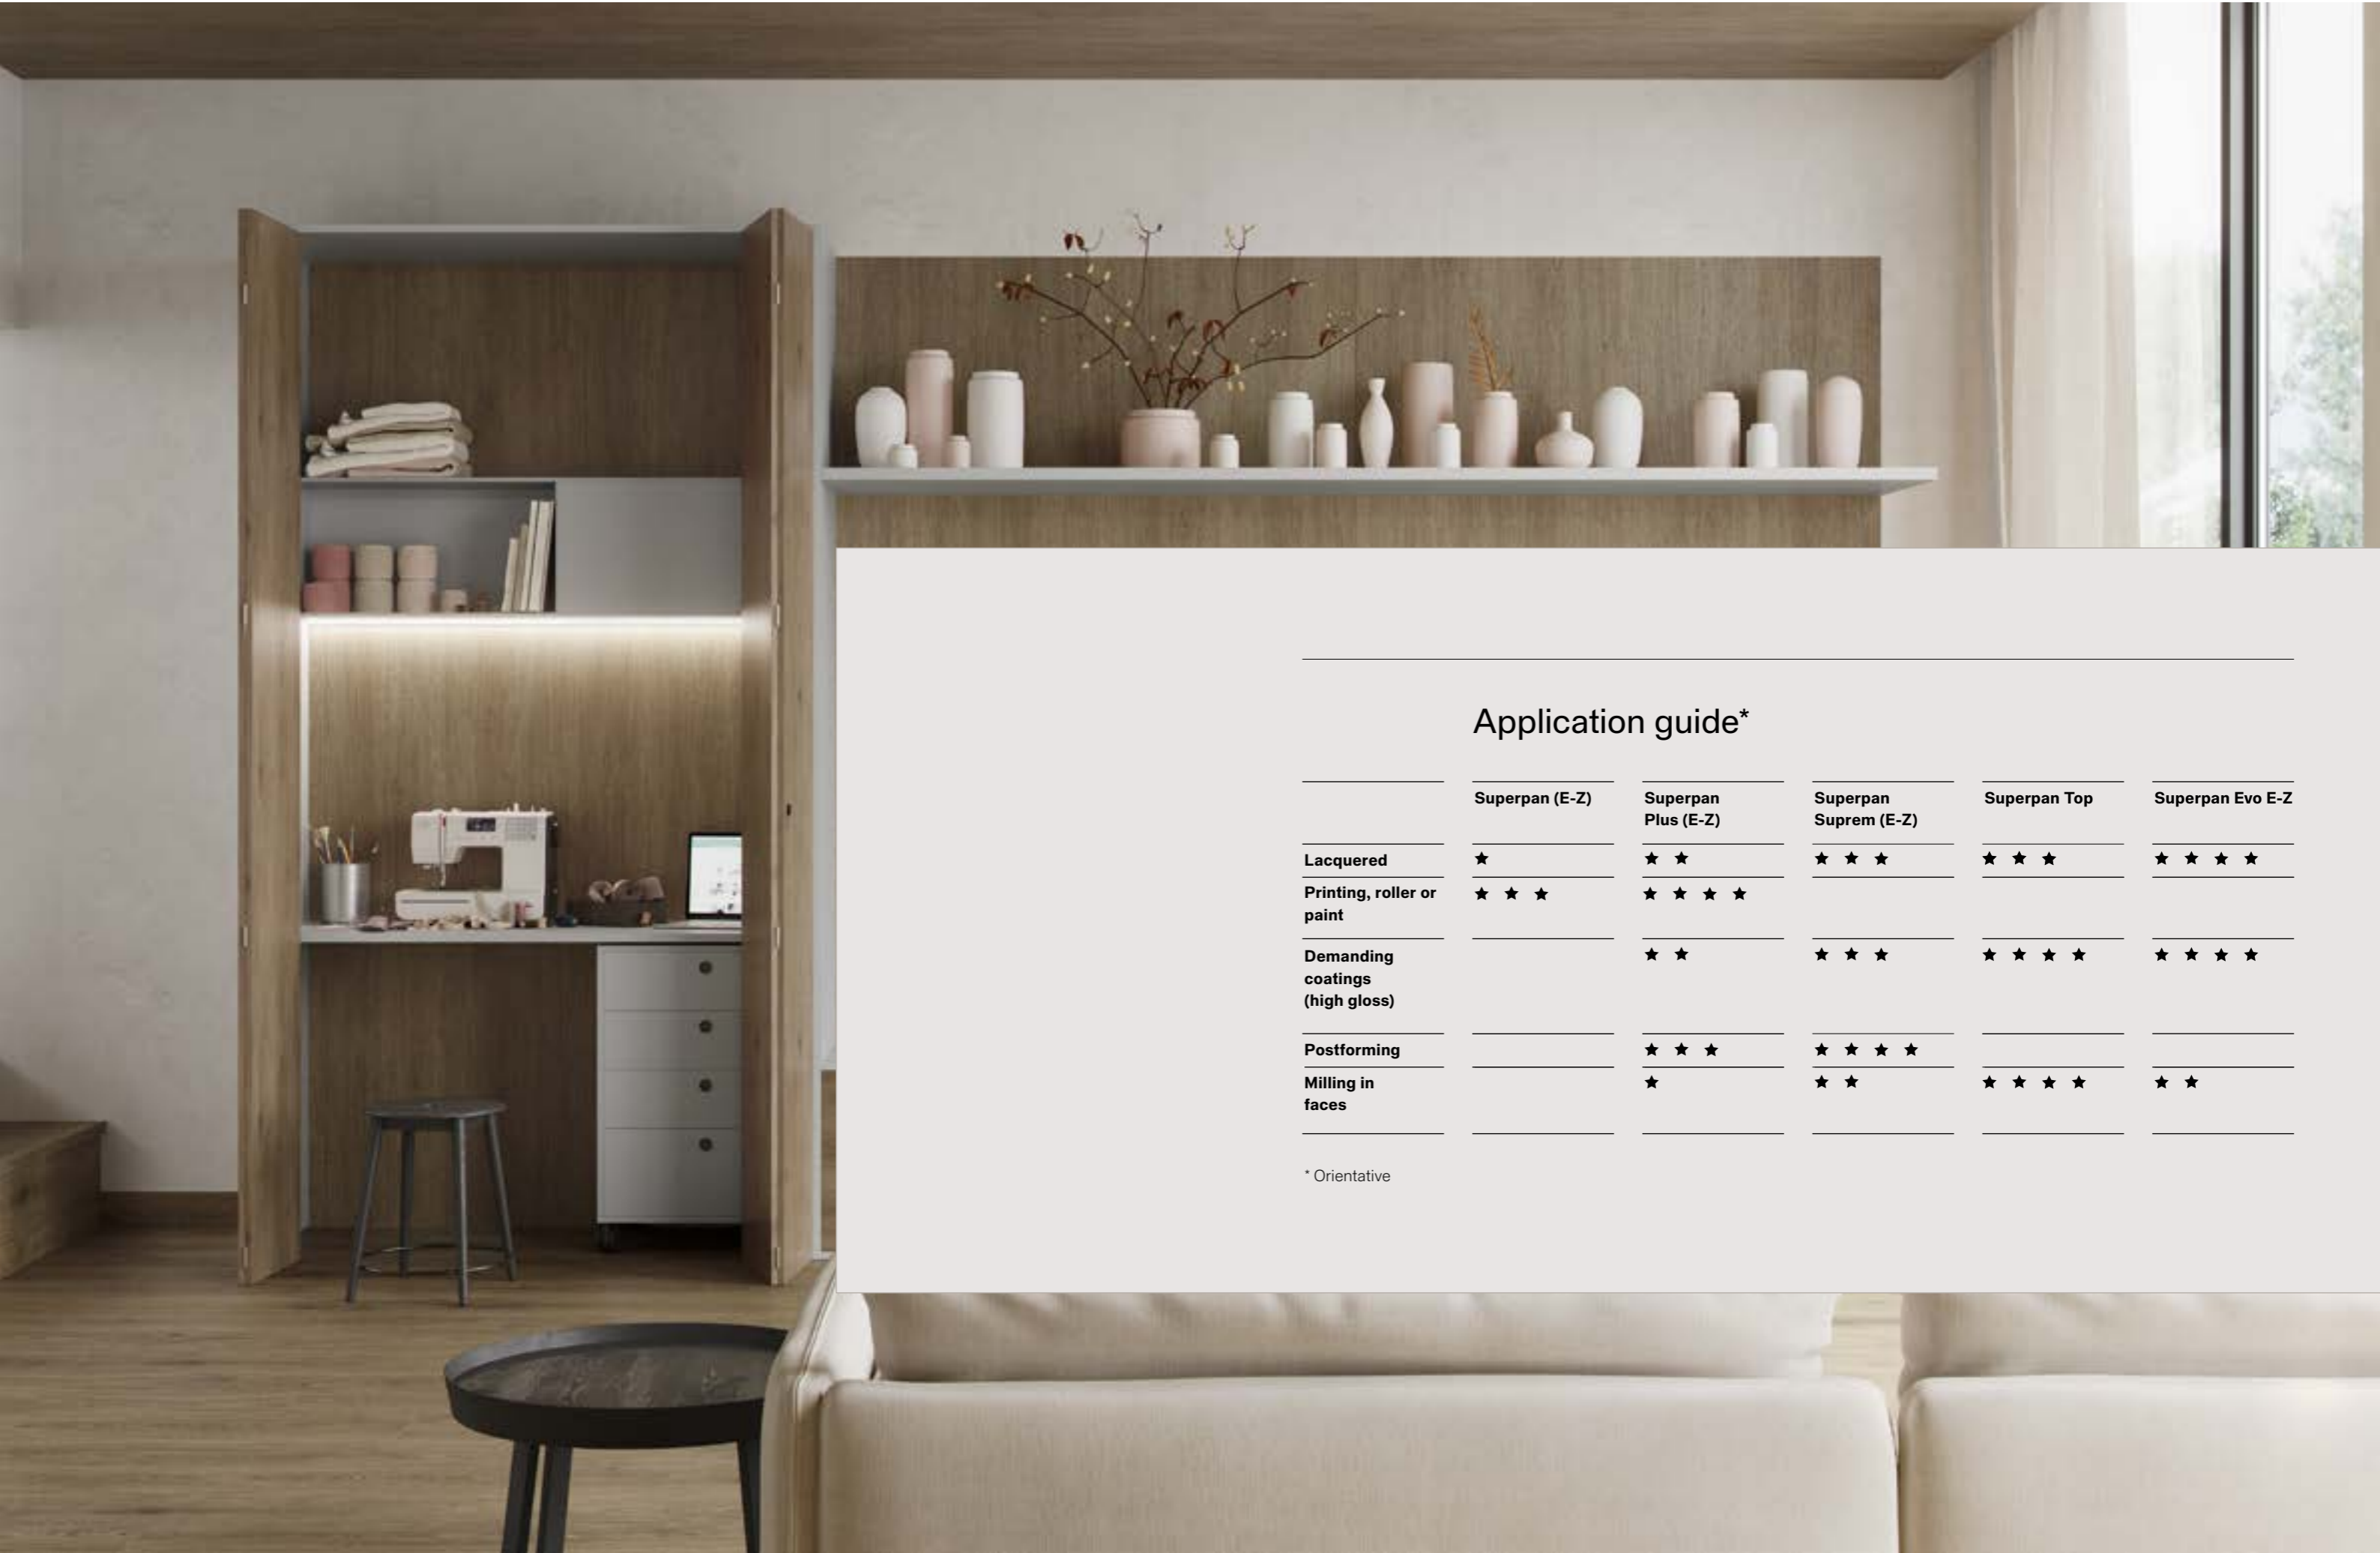 Application guide*
Superpan (E-Z) Superpan Plus (E-Z) Superpan Suprem (E-Z) Superpan Top Superpan Evo E-Z
Lacquered ★ ★ ★ ★ ★ ★ ★ ★ ★ ★ ★ ★ ★
Printing, roller or paint ★ ★ ★ ★ ★ ★ ★
Demanding coatings (high gloss) ★ ★ ★ ★ ★ ★ ★ ★ ★ ★ ★ ★ ★
Postforming ★ ★ ★ ★ ★ ★ ★
Milling in faces ★ ★ ★ ★ ★ ★ ★ ★ ★
* Orientative